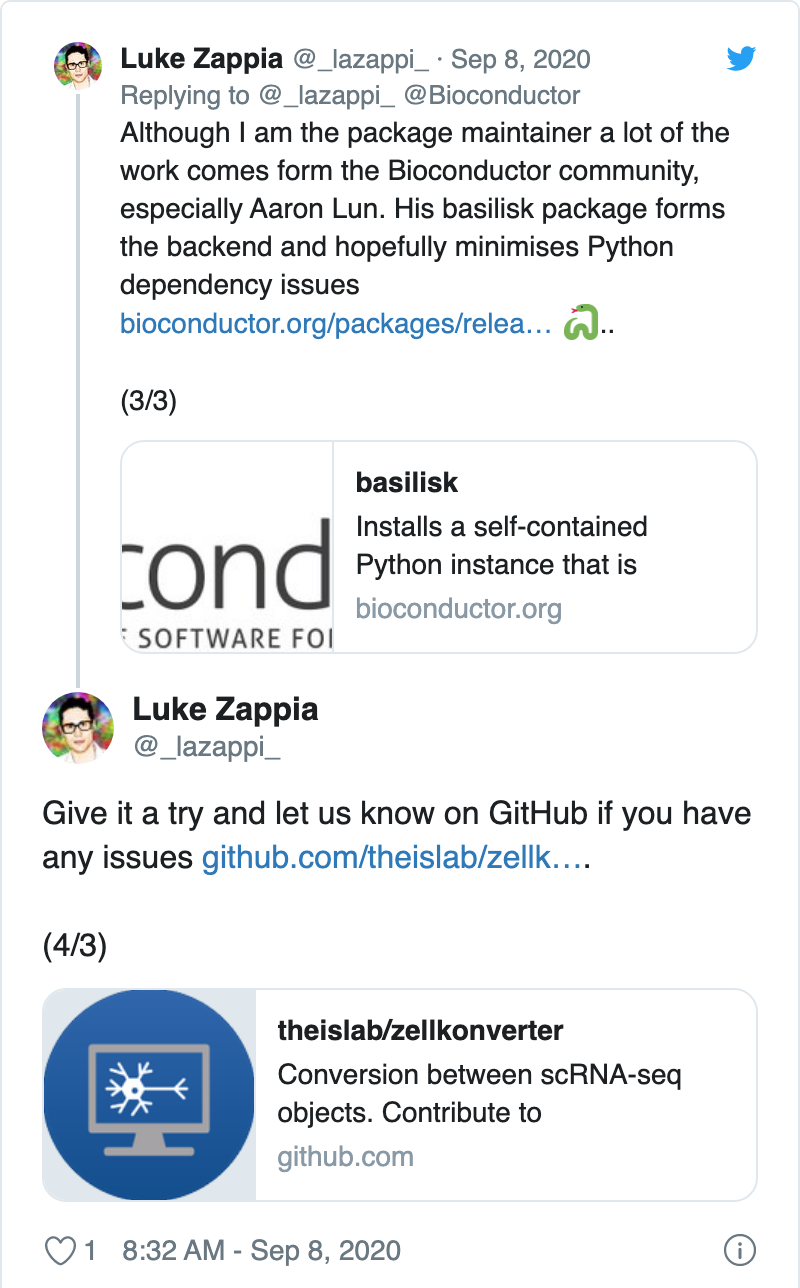 Luke Zappia @_lazappi_ · Sep 8, 2020
Replying to @_lazappi_ @Bioconductor
Although I am the package maintainer a lot of the
work comes form the Bioconductor community,
especially Aaron Lun. His basilisk package forms
the backend and hopefully minimises Python
dependency issues
bioconductor.org/packages/relea… 🐍..
(3/3)
cond
SOFTWARE FO
basilisk
Installs a self-contained
Python instance that is
bioconductor.org
Luke Zappia
@_lazappi_
Give it a try and let us know on GitHub if you have
any issues github.com/theislab/zellk….
(4/3)
theislab/zellkonverter
Conversion between scRNA-seq
objects. Contribute to
github.com
1 8:32 AM - Sep 8, 2020